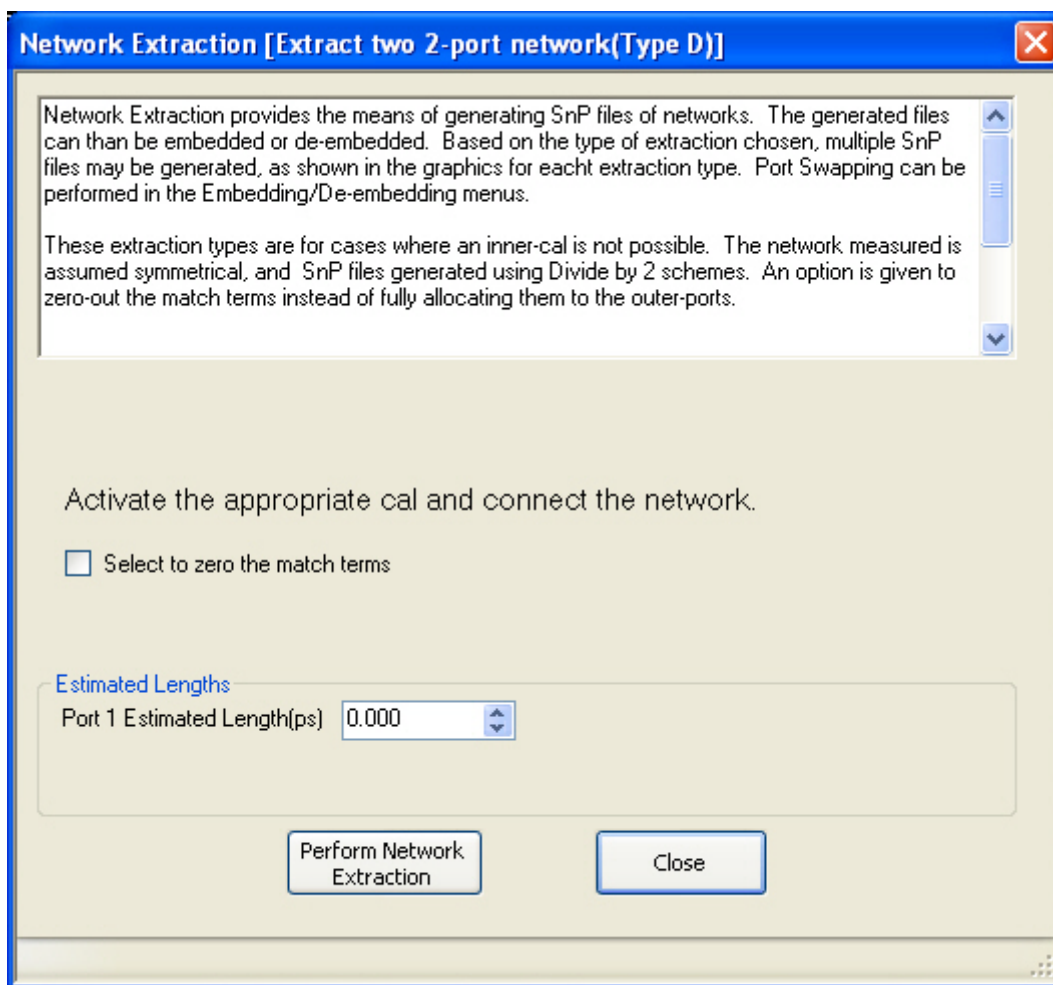 Network Extraction [Extract two 2-port network(Type D)]
Network Extraction provides the means of generating SnP files of networks.  The generated files
can than be embedded or de-embedded.  Based on the type of extraction chosen, multiple SnP
files may be generated, as shown in the graphics for eacht extraction type.  Port Swapping can be
performed in the Embedding/De-embedding menus.
These extraction types are for cases where an inner-cal is not possible.  The network measured is
assumed symmetrical, and  SnP files generated using Divide by 2 schemes.  An option is given to
zero-out the match terms instead of fully allocating them to the outer-ports.
Activate the appropriate cal and connect the network.
Select to zero the match terms
Estimated Lengths
Port 1 Estimated Length(ps) 0.000
Perform Network
Extraction
Close